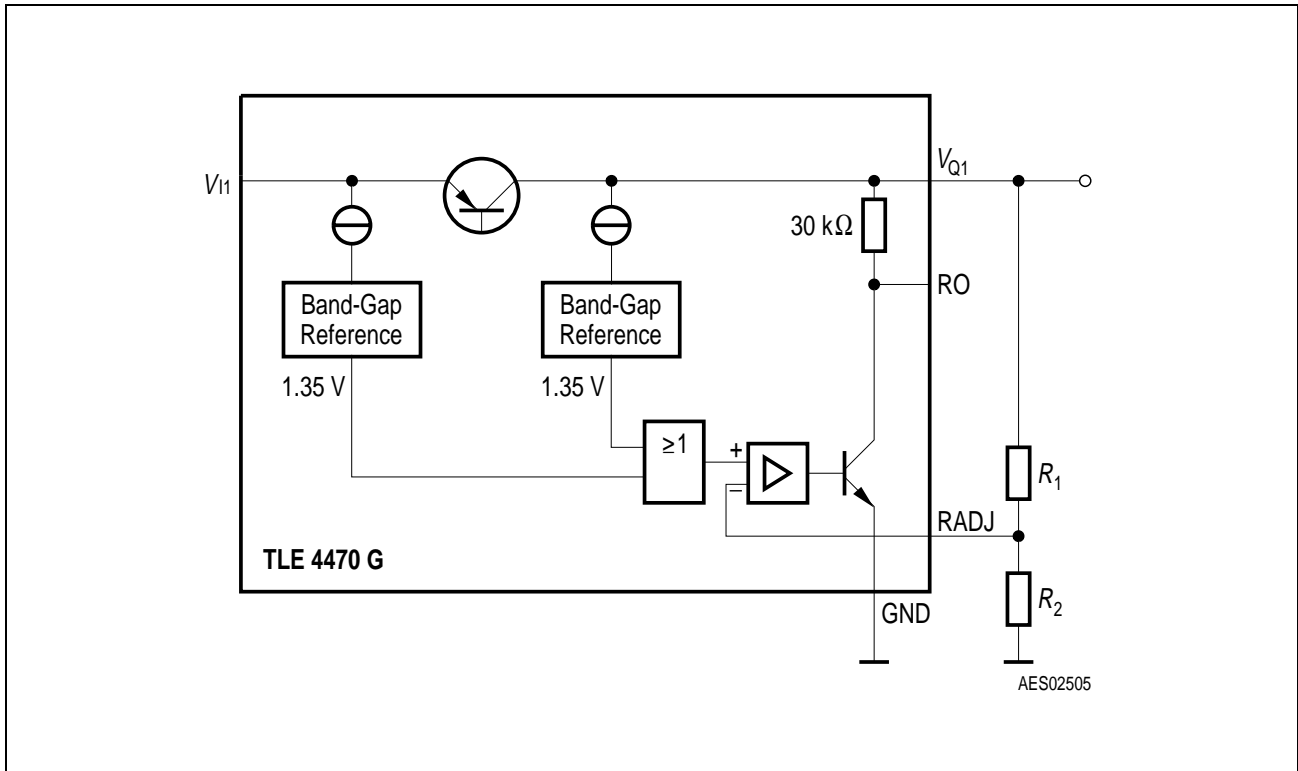 V_Q1
V_I1
30 kΩ
RO
Band-Gap
Reference
Band-Gap
Reference
1.35 V
1.35 V
≥1
+
–
R_1
RADJ
TLE 4470 G
R_2
GND
AES02505